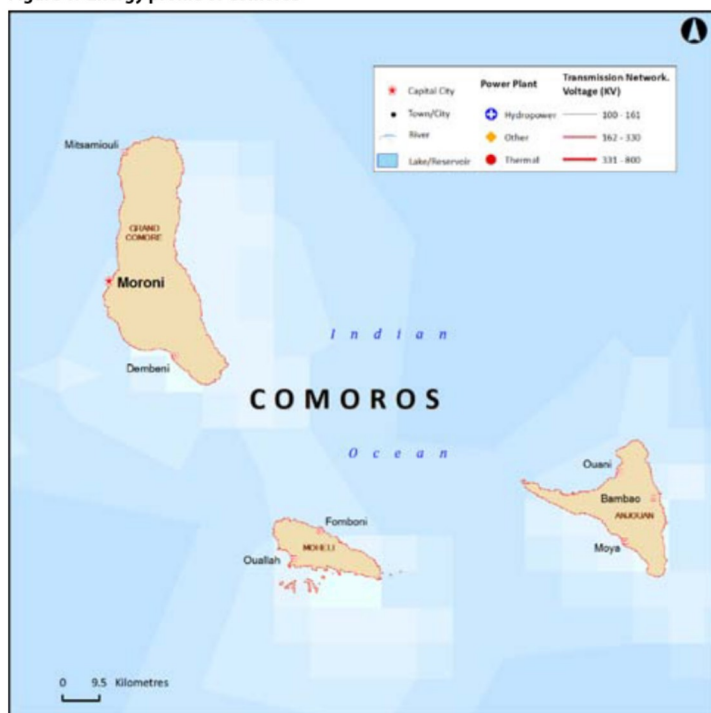 Capital City
Town/City
River
Lake/Reservoir
Power Plant
Hydropower
Other
Thermal
Transmission Network.
Voltage (KV)
100 - 161
162 - 330
331 - 800
Mitsamiouli
GRAND
COMORE
Moroni
Dembeni
Indian
COMOROS
Ocean
Ouani
Bambao
ANJOUAN
Moya
Fomboni
MOHELI
Ouallah
0 9.5 Kilometres